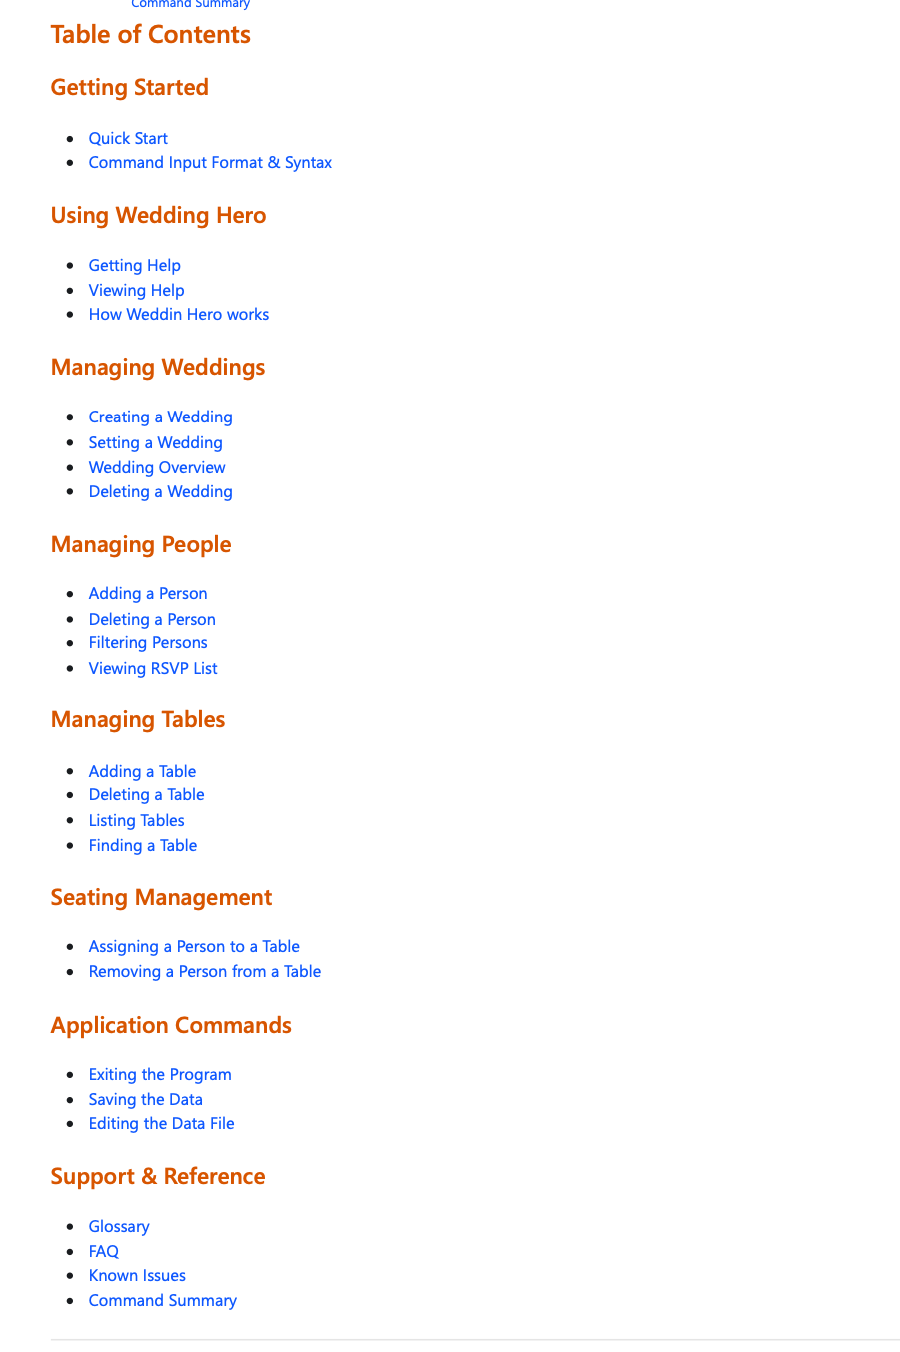 Command Summary
Table of Contents
Getting Started
Quick Start
Command Input Format & Syntax
Using Wedding Hero
Getting Help
Viewing Help
How Weddin Hero works
Managing Weddings
Creating a Wedding
Setting a Wedding
Wedding Overview
Deleting a Wedding
Managing People
Adding a Person
Deleting a Person
Filtering Persons
Viewing RSVP List
Managing Tables
Adding a Table
Deleting a Table
Listing Tables
Finding a Table
Seating Management
Assigning a Person to a Table
Removing a Person from a Table
Application Commands
Exiting the Program
Saving the Data
Editing the Data File
Support & Reference
Glossary
FAQ
Known Issues
Command Summary